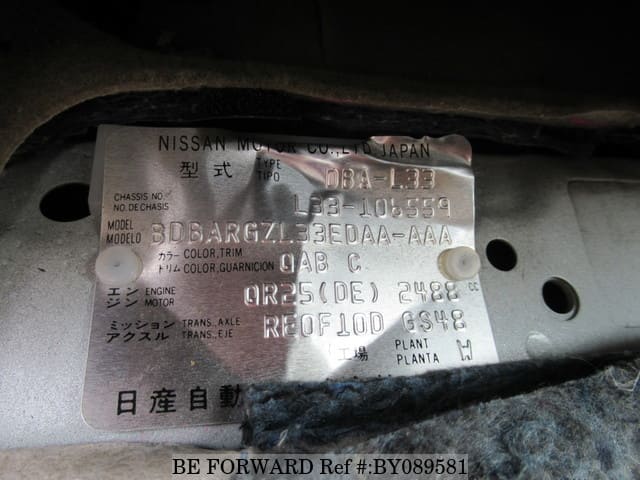 NISSAN MOTOR CO.,LTD.JAPAN
型式 TYPE TIPO DBA-L33
CHASSIS NO. NO.DE CHASIS L33-106559
MODEL MODELO BDBARGZL33EDAA-AAA
カラー COLOR,TRIM トリム COLOR,GUARNICION QAB C
エンジン ENGINE MOTOR QR25(DE) 2488 cc
ミッション TRANS.,AXLE アクスル TRANS.,EJE RE0F10D GS48
工場 PLANT PLANTA W
日産自動
BE FORWARD Ref #:BY089581